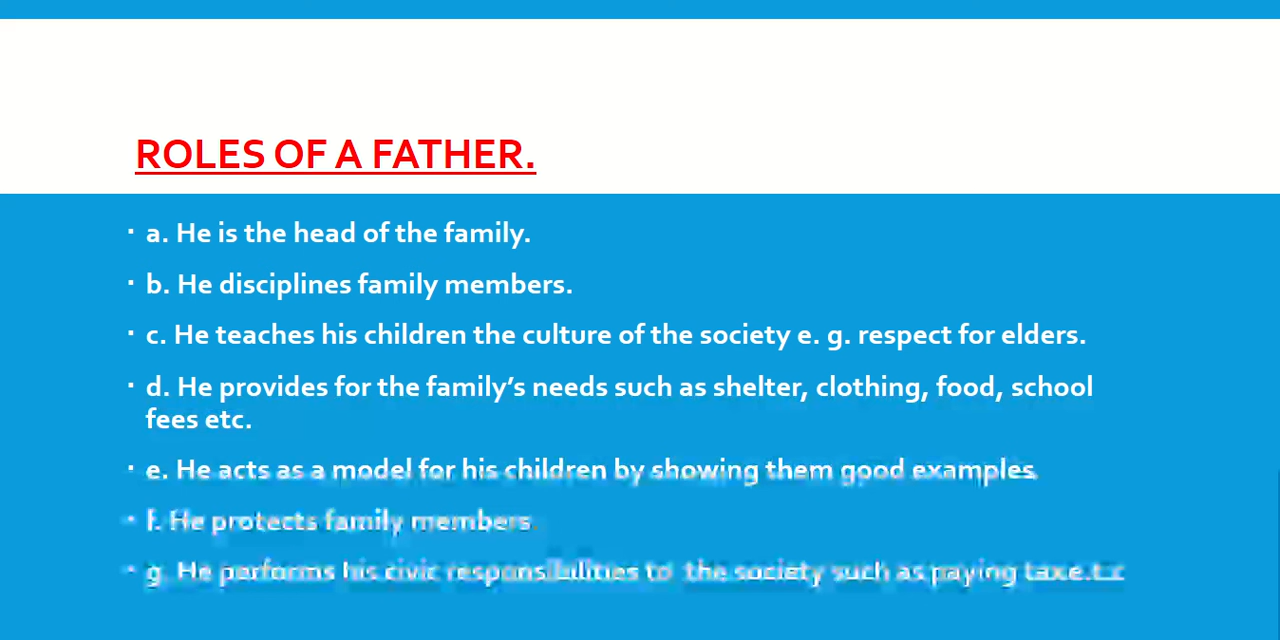 ROLES OF A FATHER.
· a. He is the head of the family.
· b. He disciplines family members.
· c. He teaches his children the culture of the society e. g. respect for elders.
· d. He provides for the family's needs such as shelter, clothing, food, school
fees etc.
· e. He acts as a model for his children by showing them good examples.
· f. He protects family members.
· g. He performs his civic responsibilities to the society such as paying